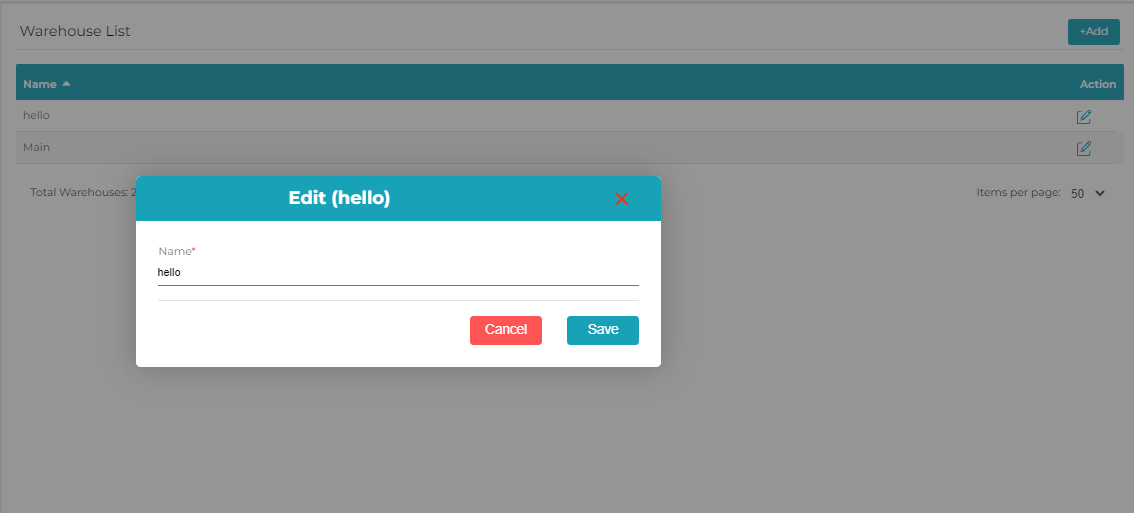 Warehouse List
+Add
Name Action
hello
Main
Total Warehouses: 2
Items per page: 50
Edit (hello)
Name*
hello
Cancel Save